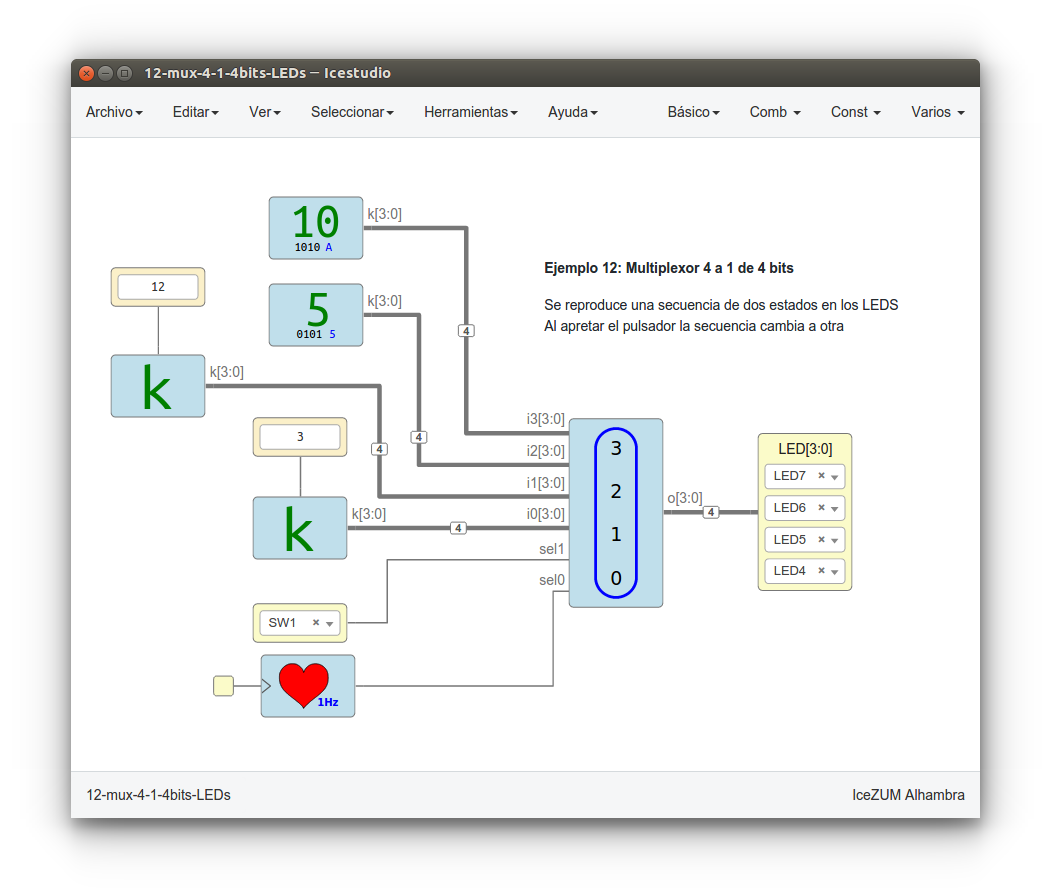 12-mux-4-1-4bits-LEDs — Icestudio
Archivo Editar Ver Seleccionar Herramientas Ayuda Básico Comb Const Varios
10
1010 A
k[3:0]
5
0101 5
k[3:0]
12
k
k[3:0]
3
k
k[3:0]
4
4
4
4
Ejemplo 12: Multiplexor 4 a 1 de 4 bits
Se reproduce una secuencia de dos estados en los LEDS
Al apretar el pulsador la secuencia cambia a otra
i3[3:0]
i2[3:0]
i1[3:0]
i0[3:0]
sel1
sel0
3
2
1
0
o[3:0]
4
LED[3:0]
LED7
LED6
LED5
LED4
SW1
1Hz
12-mux-4-1-4bits-LEDs
IceZUM Alhambra